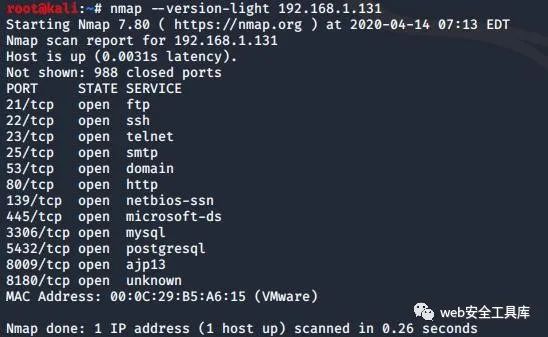 root@kali:~# nmap --version-light 192.168.1.131
Starting Nmap 7.80 ( https://nmap.org ) at 2020-04-14 07:13 EDT
Nmap scan report for 192.168.1.131
Host is up (0.0031s latency).
Not shown: 988 closed ports
PORT     STATE SERVICE
21/tcp   open  ftp
22/tcp   open  ssh
23/tcp   open  telnet
25/tcp   open  smtp
53/tcp   open  domain
80/tcp   open  http
139/tcp  open  netbios-ssn
445/tcp  open  microsoft-ds
3306/tcp open  mysql
5432/tcp open  postgresql
8009/tcp open  ajp13
8180/tcp open  unknown
MAC Address: 00:0C:29:B5:A6:15 (VMware)
web安全工具库
Nmap done: 1 IP address (1 host up) scanned in 0.26 seconds